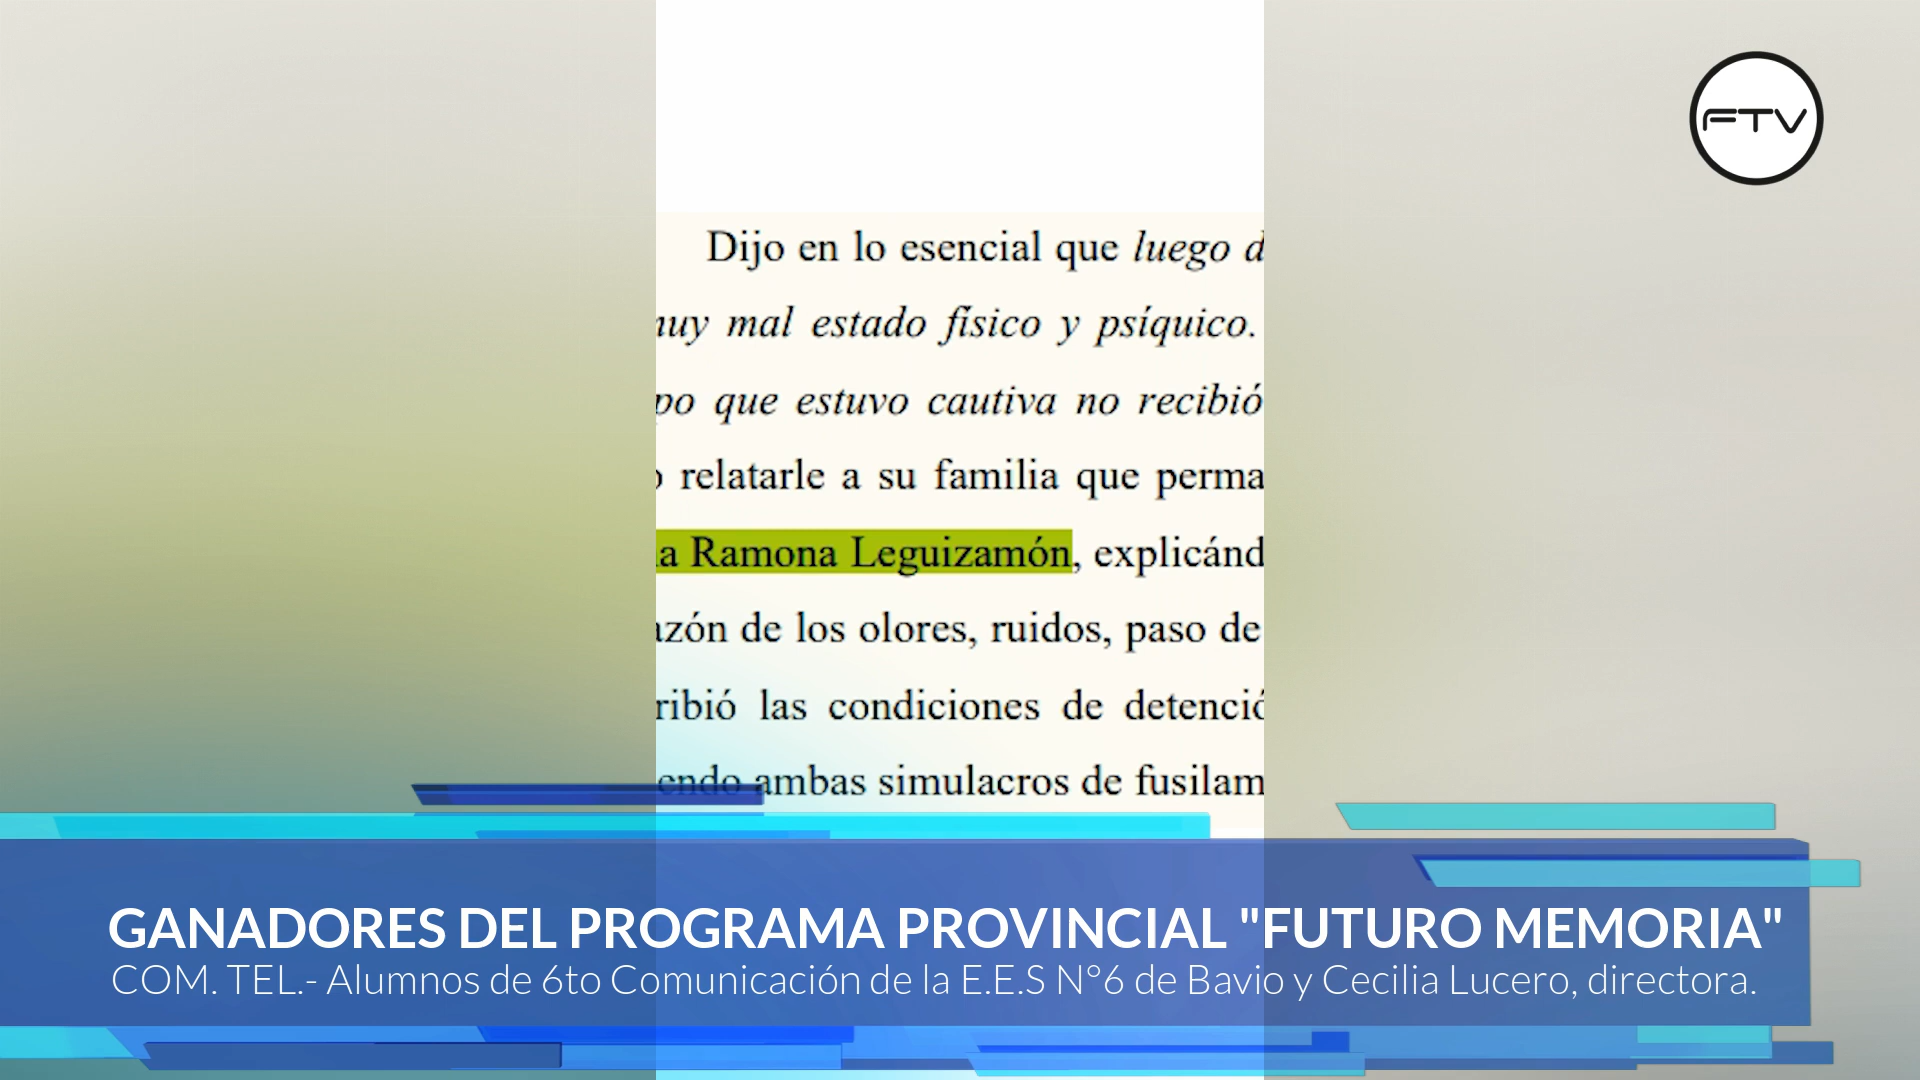 FTV
Dijo en lo esencial que luego d
muy mal estado físico y psíquico.
po que estuvo cautiva no recibió
relatarle a su familia que perma
a Ramona Leguizamón, explicánd
azón de los olores, ruidos, paso de
ribió las condiciones de detenció
endo ambas simulacros de fusilam
GANADORES DEL PROGRAMA PROVINCIAL "FUTURO MEMORIA"
COM. TEL.- Alumnos de 6to Comunicación de la E.E.S N°6 de Bavio y Cecilia Lucero, directora.